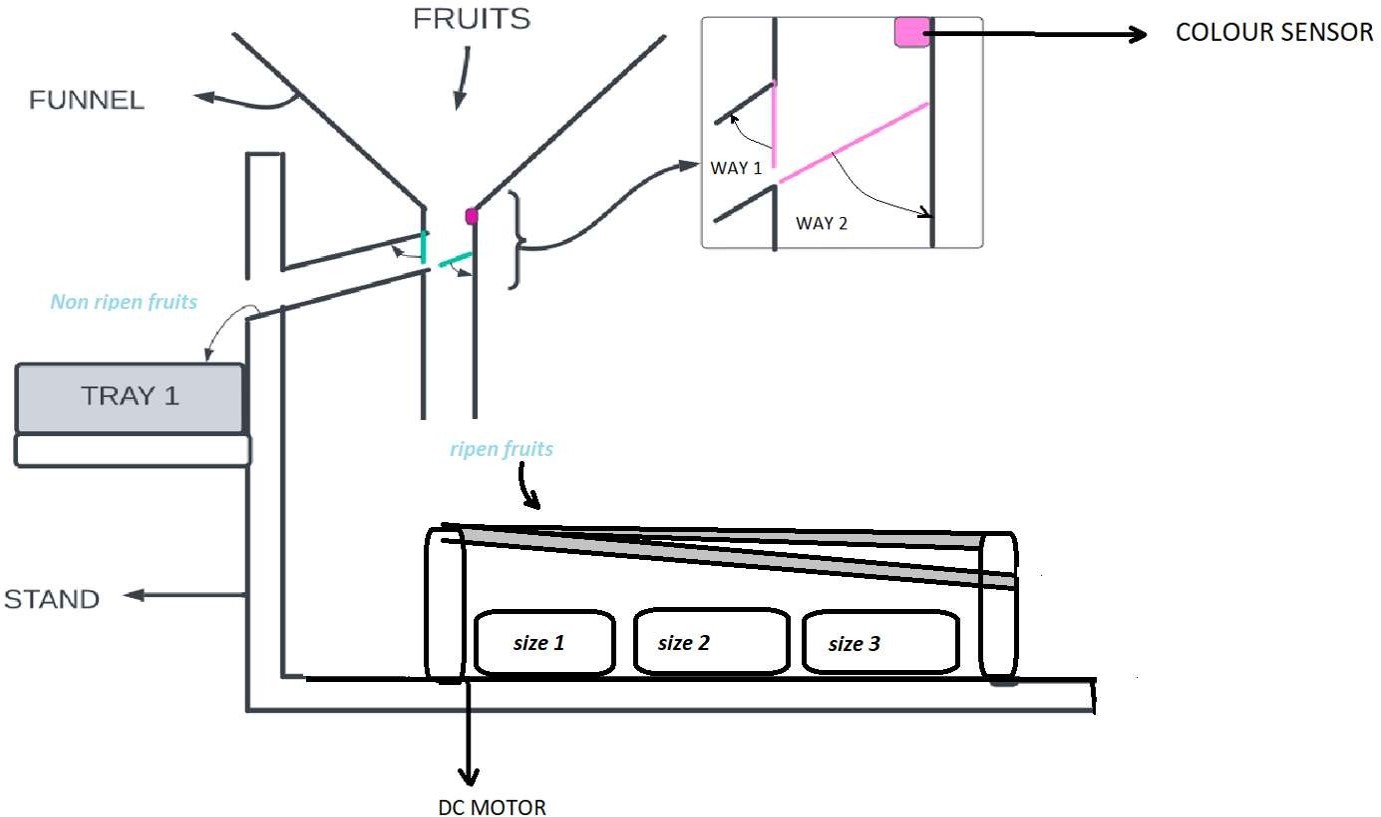 FRUITS
COLOUR SENSOR
FUNNEL
WAY 1
WAY 2
Non ripen fruits
TRAY 1
ripen fruits
STAND
size 1
size 2
size 3
DC MOTOR